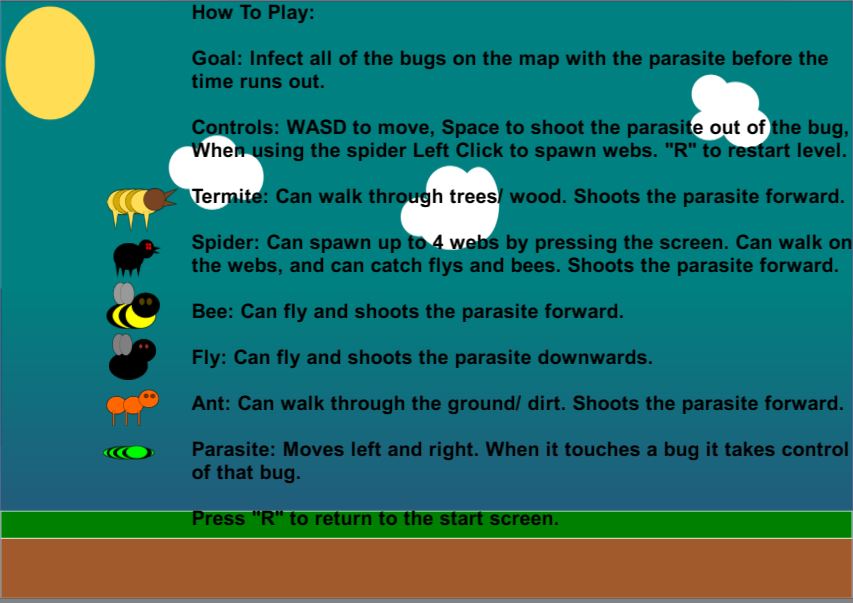 How To Play:
Goal: Infect all of the bugs on the map with the parasite before the
time runs out.
Controls: WASD to move, Space to shoot the parasite out of the bug,
When using the spider Left Click to spawn webs. "R" to restart level.
Termite: Can walk through trees/ wood. Shoots the parasite forward.
Spider: Can spawn up to 4 webs by pressing the screen. Can walk on
the webs, and can catch flys and bees. Shoots the parasite forward.
Bee: Can fly and shoots the parasite forward.
Fly: Can fly and shoots the parasite downwards.
Ant: Can walk through the ground/ dirt. Shoots the parasite forward.
Parasite: Moves left and right. When it touches a bug it takes control
of that bug.
Press "R" to return to the start screen.